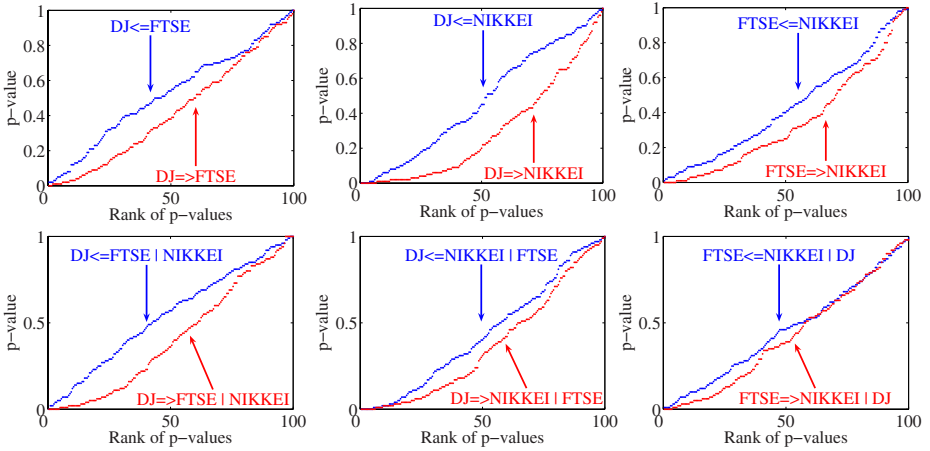 DJ<=FTSE
DJ=>FTSE
p−value
0
0.2
0.4
0.6
0.8
1
0
50
100
Rank of p−values
DJ<=NIKKEI
DJ=>NIKKEI
p−value
0
0.2
0.4
0.6
0.8
1
0
50
100
Rank of p−values
FTSE<=NIKKEI
FTSE=>NIKKEI
p−value
0
0.2
0.4
0.6
0.8
1
0
50
100
Rank of p−values
DJ<=FTSE | NIKKEI
DJ=>FTSE | NIKKEI
p−value
0
0.5
1
0
50
100
Rank of p−values
DJ<=NIKKEI | FTSE
DJ=>NIKKEI | FTSE
p−value
0
0.5
1
0
50
100
Rank of p−values
FTSE<=NIKKEI | DJ
FTSE=>NIKKEI | DJ
p−value
0
0.5
1
0
50
100
Rank of p−values